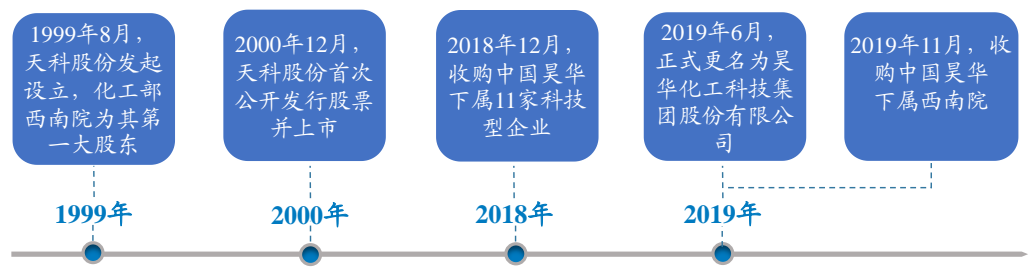 1999年8月，
天科股份发起
设立，化工部
西南院为其第
一大股东
2000年12月，
天科股份首次
公开发行股票
并上市
2018年12月，
收购中国昊华
下属11家科技
型企业
2019年6月，
正式更名为昊
华化工科技集
团股份有限公
司
2019年11月，收
购中国昊华
下属西南院
1999年
2000年
2018年
2019年